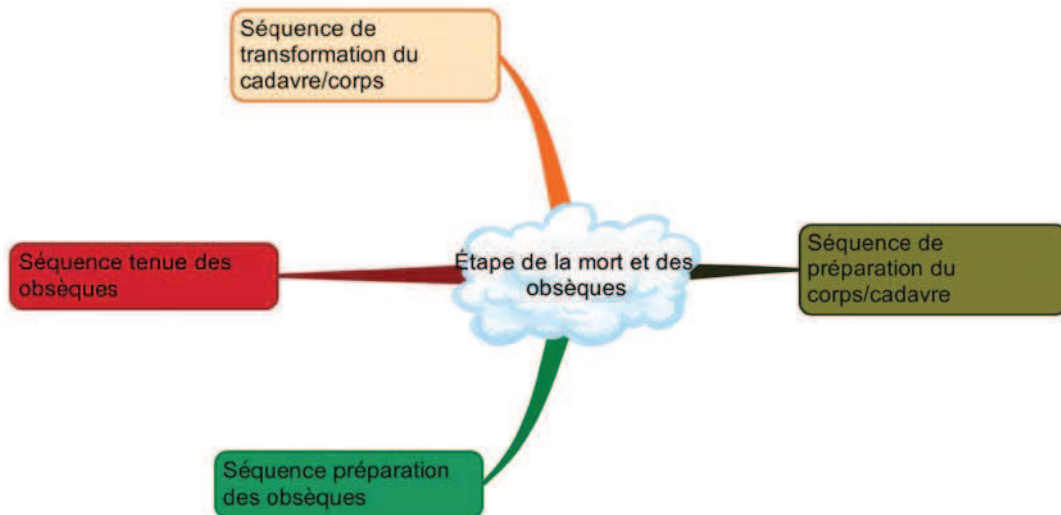 Séquence de
transformation du
cadavre/corps
Séquence tenue des
obsèques
Étape de la mort et des
obsèques
Séquence de
préparation du
corps/cadavre
Séquence préparation
des obsèques